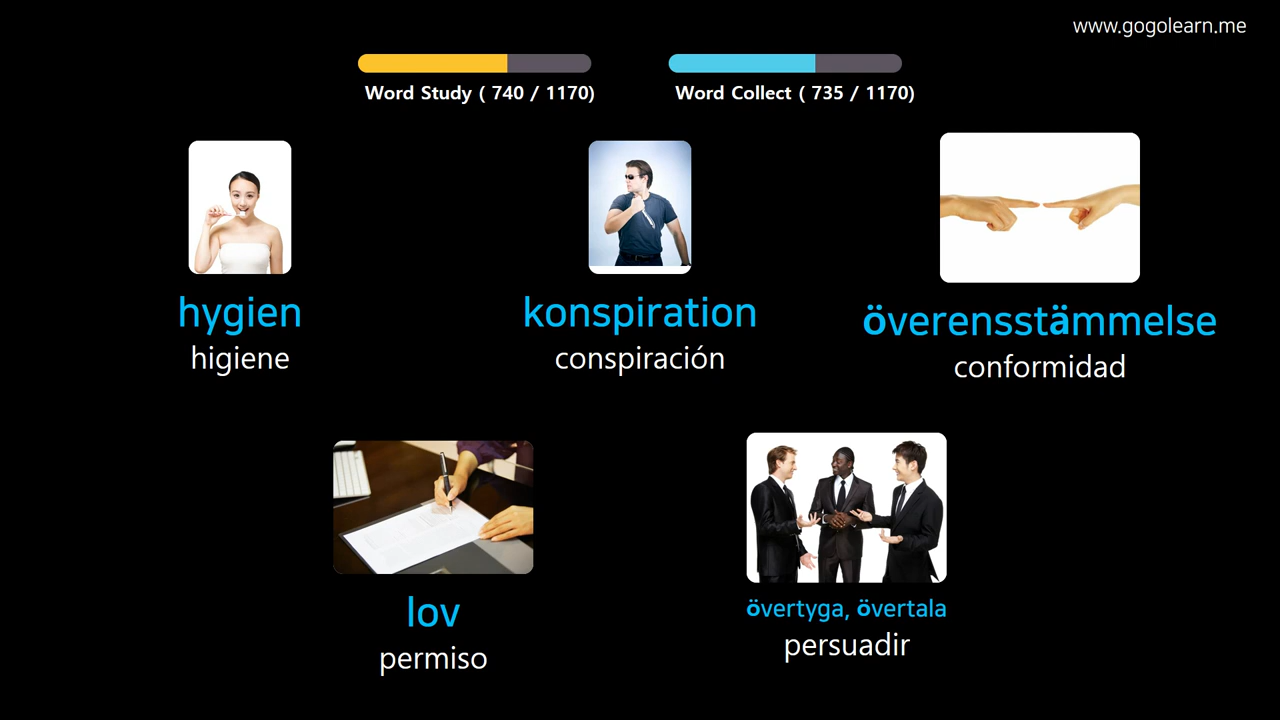 www.gogolearn.me
Word Study ( 740 / 1170)
Word Collect ( 735 / 1170)
hygien
higiene
konspiration
conspiración
överensstämmelse
conformidad
lov
permiso
övertyga, övertala
persuadir